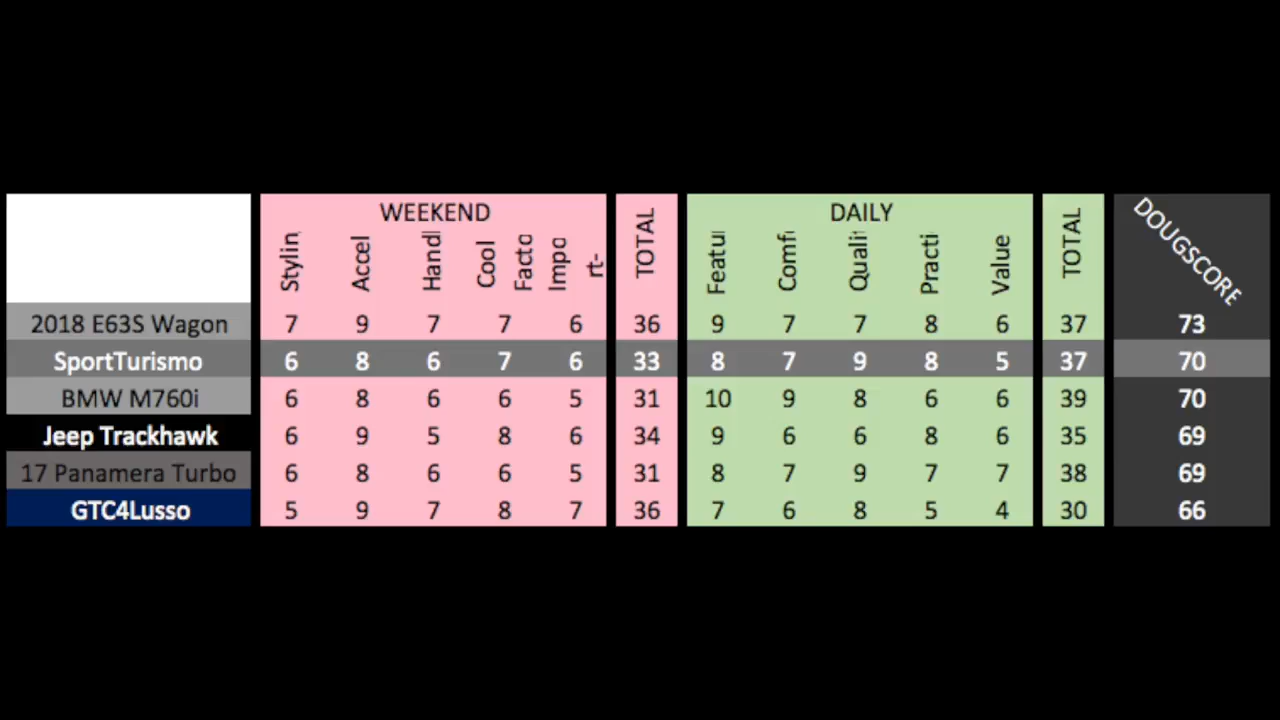 WEEKEND DAILY
Stylin Accel Handl Cool Facto Impo rt- TOTAL Featu Comf Quali Practi Value TOTAL DOUGSCORE
2018 E63S Wagon 7 9 7 7 6 36 9 7 7 8 6 37 73
SportTurismo 6 8 6 7 6 33 8 7 9 8 5 37 70
BMW M760i 6 8 6 6 5 31 10 9 8 6 6 39 70
Jeep Trackhawk 6 9 5 8 6 34 9 6 6 8 6 35 69
17 Panamera Turbo 6 8 6 6 5 31 8 7 9 7 7 38 69
GTC4Lusso 5 9 7 8 7 36 7 6 8 5 4 30 66